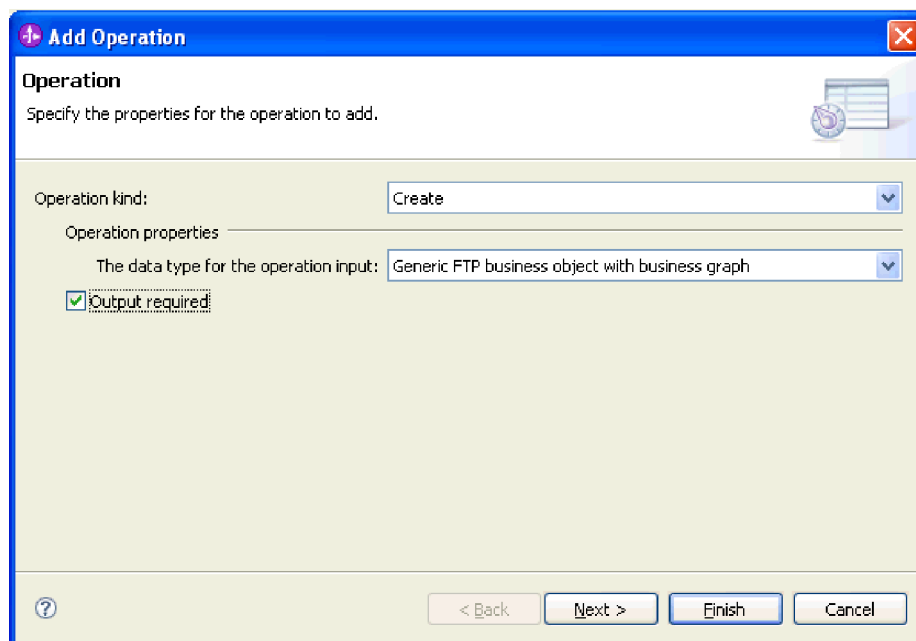 Add Operation
Operation
Specify the properties for the operation to add.
Operation kind: Create
Operation properties
The data type for the operation input: Generic FTP business object with business graph
Output required
? < Back Next > Finish Cancel